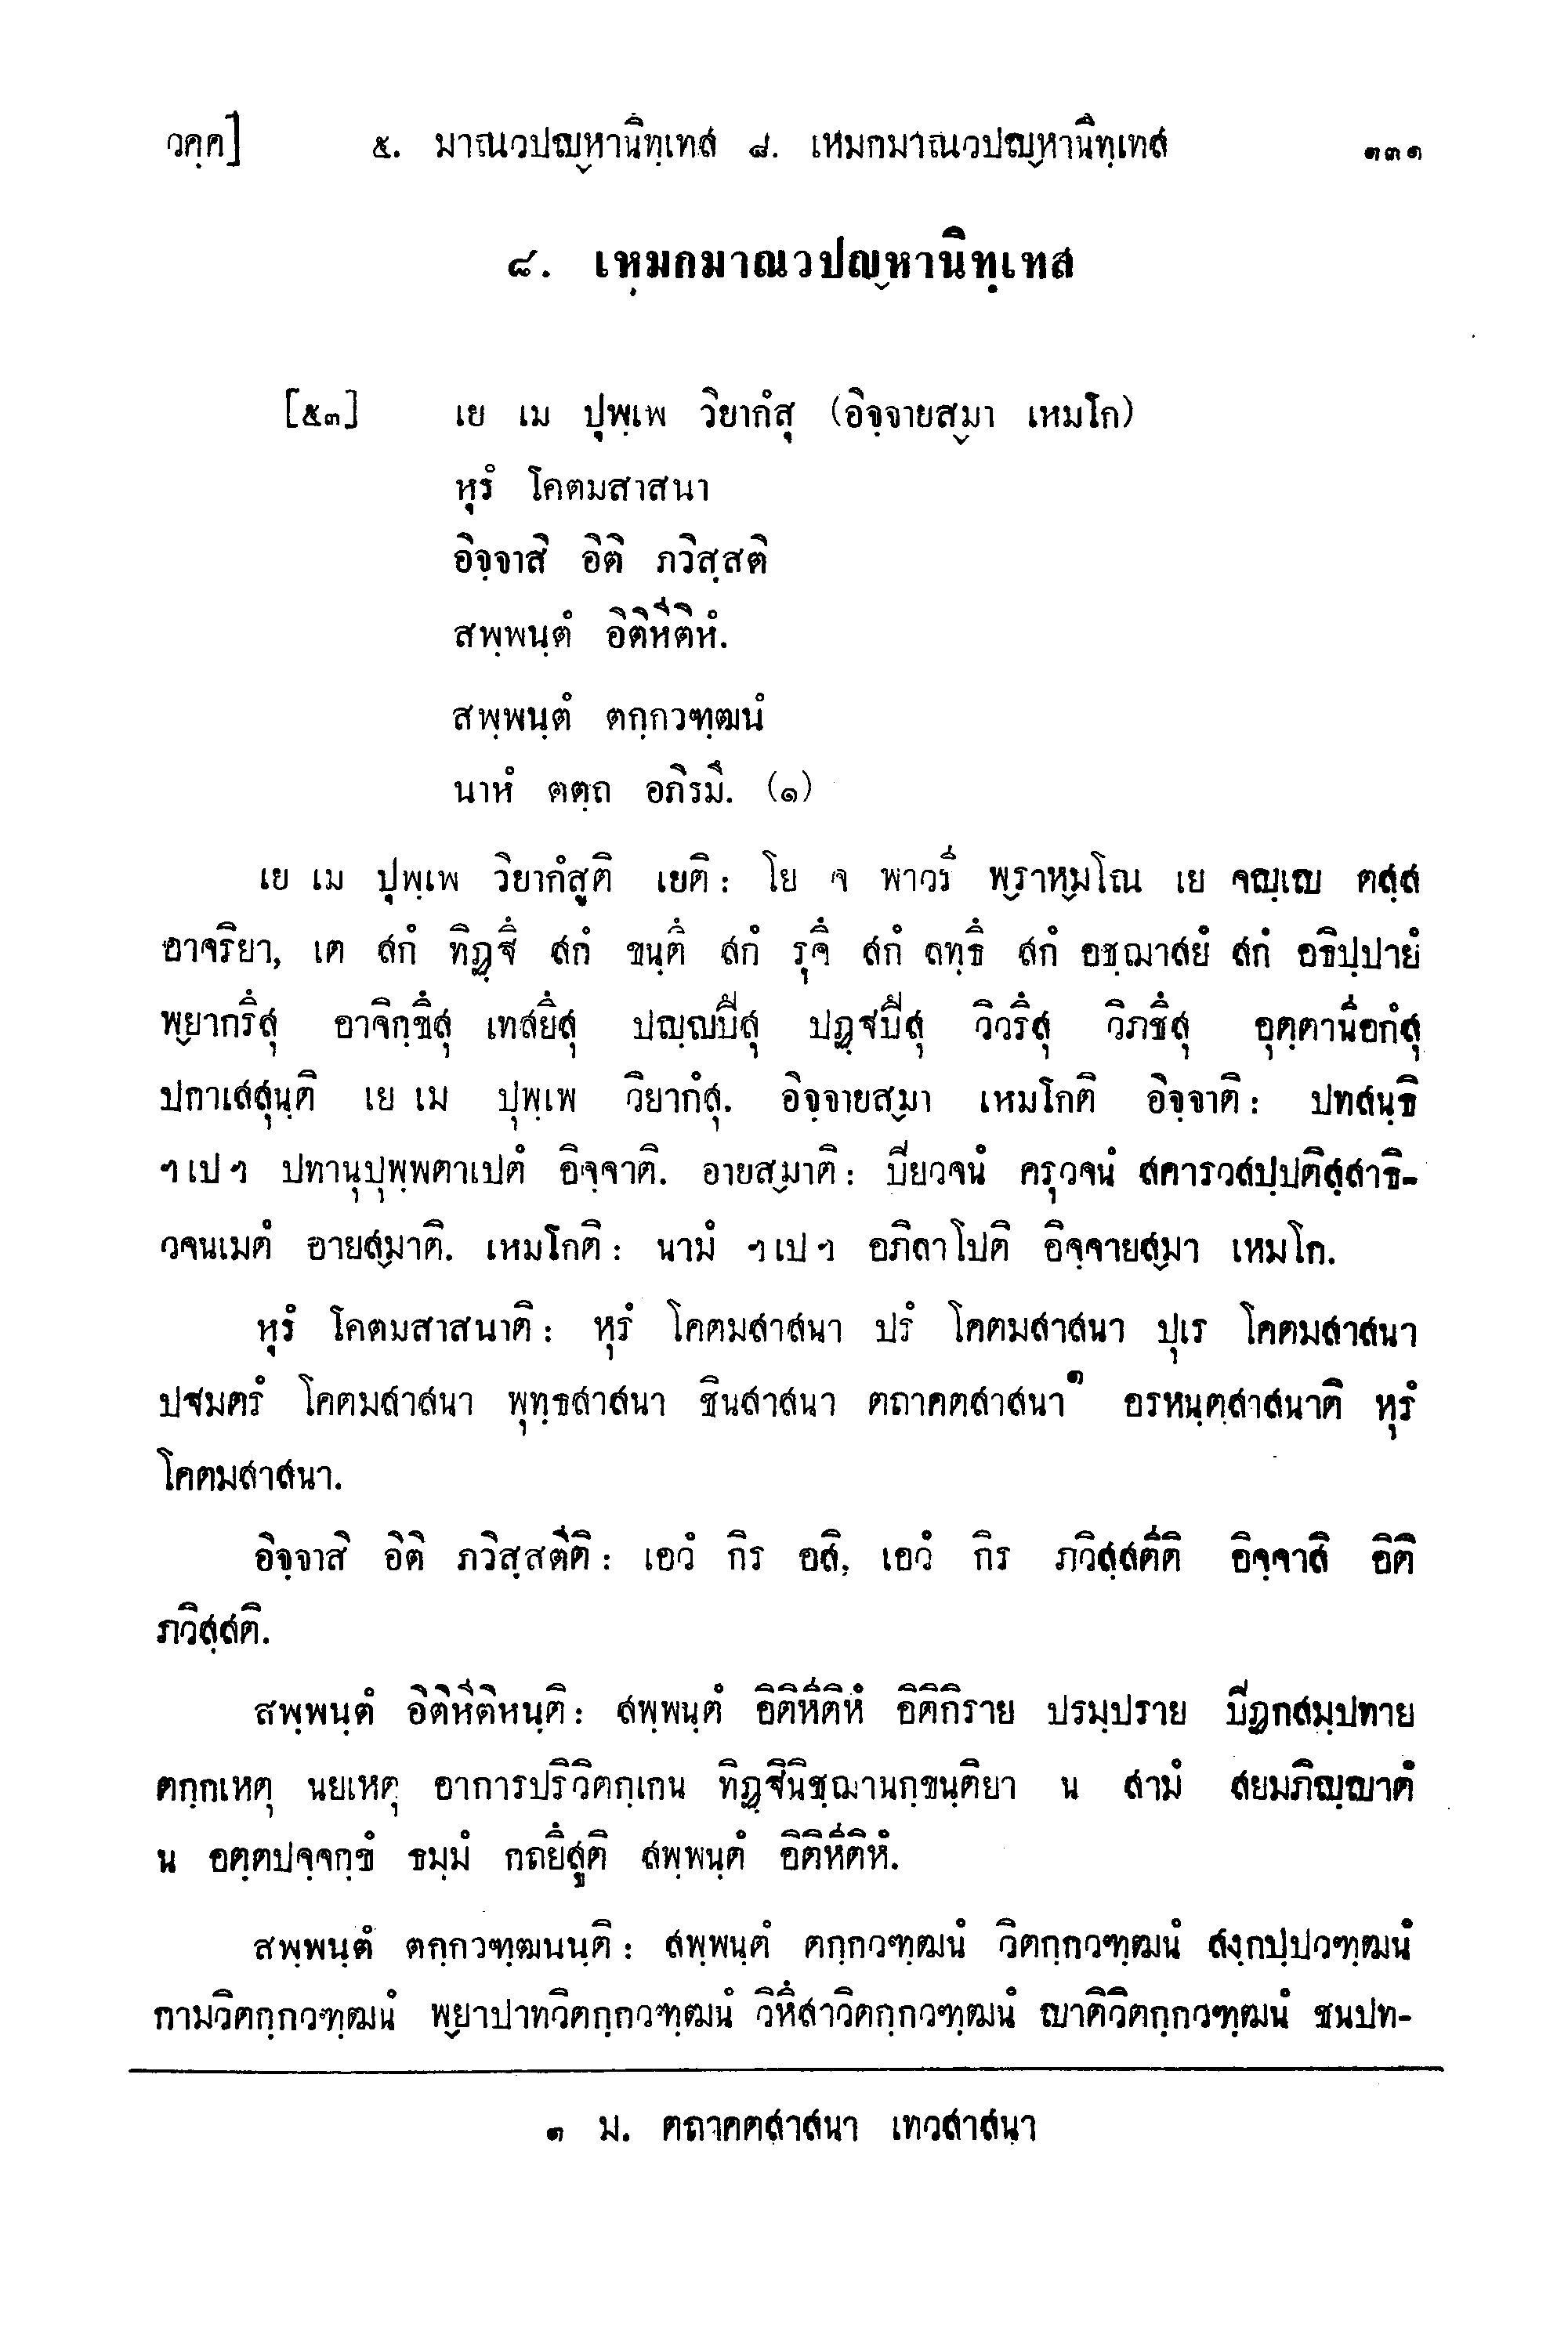 วคฺค] ๕. มาณวปญฺหานิทฺเทส ๘. เหมกมาณวปญฺหานิทฺเทส ๑๓๑
๘. เหฺมกมาณวปญฺหานิทฺเทส
[๕๓] เย เม ปุพฺเพ วิยากํสุ (อิจฺจายสฺมา เหมโก)
หุรํ โคตมสาสนา
อิจฺจาสิ อิติ ภวิสฺสติ
สพฺพนฺตํ อิติหีติหํ.
สพฺพนฺตํ ตกฺกวฑฺฒนํ
นาหํ ตตฺถ อภิรมึ. (๑)
เย เม ปุพฺเพ วิยากํสูติ เยติ: โย จ พาวรี พฺราหฺมโณ เย จญฺเญ ตสฺส
อาจริยา, เต สกํ ทิฏฺฐึ สกํ ขนฺตึ สกํ รุจึ สกํ ลทฺธึ สกํ อชฺฌาสยํ สกํ อธิปฺปายํ
พฺยากรึสุ อาจิกฺขึสุ เทสยึสุ ปญฺญปึสุ ปฏฺฐปึสุ วิวรึสุ วิภชึสุ อุตฺตานีอกํสุ
ปกาเสสุนฺติ เย เม ปุพฺเพ วิยากํสุ. อิจฺจายสฺมา เหมโกติ อิจฺจาติ: ปทสนฺธิ
ฯเปฯ ปทานุปุพฺพตาเปตํ อิจฺจาติ. อายสฺมาติ: ปิยวจนํ ครุวจนํ สคารวสปฺปติสฺสาธิ-
วจนเมตํ อายสฺมาติ. เหมโกติ: นามํ ฯเปฯ อภิลาโปติ อิจฺจายสฺมา เหมโก.
หุรํ โคตมสาสนาติ: หุรํ โคตมสาสนา ปรํ โคตมสาสนา ปุเร โคตมสาสนา
ปฐมตรํ โคตมสาสนา พุทฺธสาสนา ชินสาสนา ตถาคตสาสนา๑ อรหนฺตฺสาสนาติ หุรํ
โคตมสาสนา.
อิจฺจาสิ อิติ ภวิสฺสตีติ: เอวํ กิร อสิ, เอวํ กิร ภวิสฺสตีติ อิจฺจาสิ อิติ
ภวิสฺสติ.
สพฺพนฺตํ อิติหีติหนฺติ: สพฺพนฺตํ อิติหีติหํ อิติกิราย ปรมฺปราย ปิฏกสมฺปทาย
ตกฺกเหตุ นยเหตุ อาการปริวิตกฺเกน ทิฏฺฐินิชฺฌานกฺขนฺติยา น สามํ สยมภิญฺญาตํ
น อตฺตปจฺจกฺขํ ธมฺมํ กถยึสูติ สพฺพนฺตํ อิติหีติหํ.
สพฺพนฺตํ ตกฺกวฑฺฒนนฺติ: สพฺพนฺตํ ตกฺกวฑฺฒนํ วิตกฺกวฑฺฒนํ สงฺกปฺปวฑฺฒนํ
กามวิตกฺกวฑฺฒนํ พฺยาปาทวิตกฺกวฑฺฒนํ วิหึสาวิตกฺกวฑฺฒนํ ญาติวิตกฺกวฑฺฒนํ ชนปท-
๑ ม. ตถาคตสาสนา เทวสาสนา